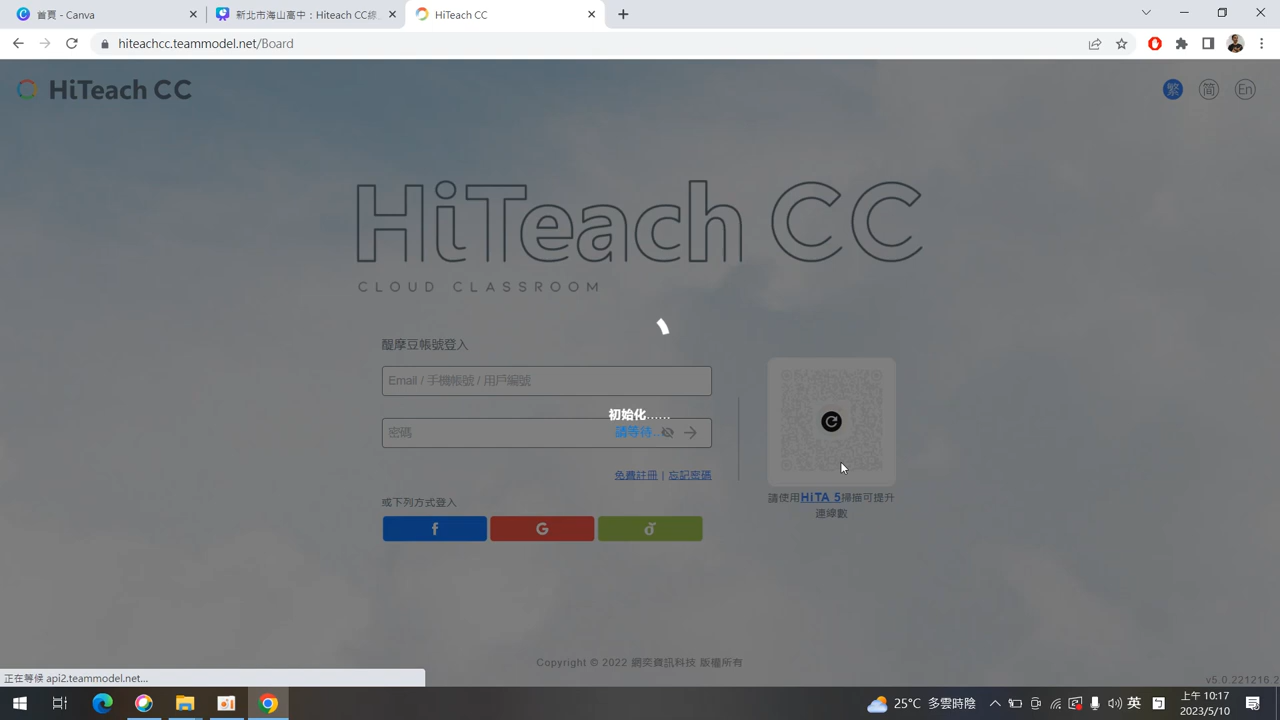 首頁 - Canva
新北市海山高中：Hiteach CC線
HiTeach CC
hiteachcc.teammodel.net/Board
HiTeach CC
繁
简
En
HiTeach CC
CLOUD CLASSROOM
醍摩豆帳號登入
Email / 手機帳號 / 用戶編號
初始化......
密碼
請等待...
免費註冊 | 忘記密碼
請使用HiTA 5掃描可提升
連線數
或下列方式登入
f
G
Copyright © 2022 網奕資訊科技 版權所有
正在等候 api2.teammodel.net...
v5.0.221216.2
25°C 多雲時陰
英
上午 10:17
2023/5/10